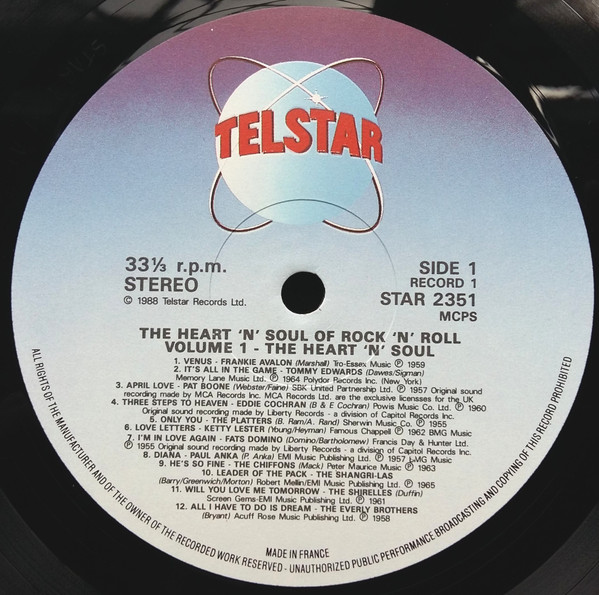 TELSTAR
33⅓ r.p.m.
STEREO
© 1988 Telstar Records Ltd.
SIDE 1
RECORD 1
STAR 2351
MCPS
THE HEART 'N' SOUL OF ROCK 'N' ROLL
VOLUME 1 - THE HEART 'N' SOUL
1. VENUS - FRANKIE AVALON (Marshall) Tro-Essex Music ℗ 1959
2. IT'S ALL IN THE GAME - TOMMY EDWARDS (Dawes/Sigman)
Memory Lane Music Ltd. ℗ 1964 Polydor Records Inc. (New York)
3. APRIL LOVE - PAT BOONE (Webster/Faine) SBK United Partnership Ltd. ℗ 1957 Original sound
recording made by MCA Records Inc. MCA Records Ltd. are the exclusive licensses for the UK
4. THREE STEPS TO HEAVEN - EDDIE COCHRAN (B & E Cochran) Powis Music Co. Ltd. ℗ 1960
Original sound recording made by Liberty Records - a division of Capitol Records Inc.
5. ONLY YOU - THE PLATTERS (B. Ram/A. Rand) Sherwin Music Co. ℗ 1955
6. LOVE LETTERS - KETTY LESTER (Young/Heyman) Famous Chappell ℗ 1962 BMG Music
7. I'M IN LOVE AGAIN - FATS DOMINO (Domino/Bartholomew) Francis Day & Hunter Ltd.
℗ 1955 Original sound recording made by Liberty Records - a division of Capitol Records Inc.
8. DIANA - PAUL ANKA (P. Anka) EMI Music Publishing Ltd. ℗ 1957 BMG Music
9. HE'S SO FINE - THE CHIFFONS (Mack) Peter Maurice Music ℗ 1963
10. LEADER OF THE PACK - THE SHANGRI-LAS
(Barry/Greenwich/Morton) Robert Mellin/EMI Music Publishing Ltd. ℗ 1965
11. WILL YOU LOVE ME TOMORROW - THE SHIRELLES (Duffin)
Screen Gems-EMI Music Publishing Ltd. ℗ 1961
12. ALL I HAVE TO DO IS DREAM - THE EVERLY BROTHERS
(Bryant) Acuff Rose Music Publishing Ltd. ℗ 1958
MADE IN FRANCE
ALL RIGHTS OF THE MANUFACTURER AND OF THE OWNER OF THE RECORDED WORK RESERVED - UNAUTHORIZED PUBLIC PERFORMANCE BROADCASTING AND COPYING OF THIS RECORD PROHIBITED